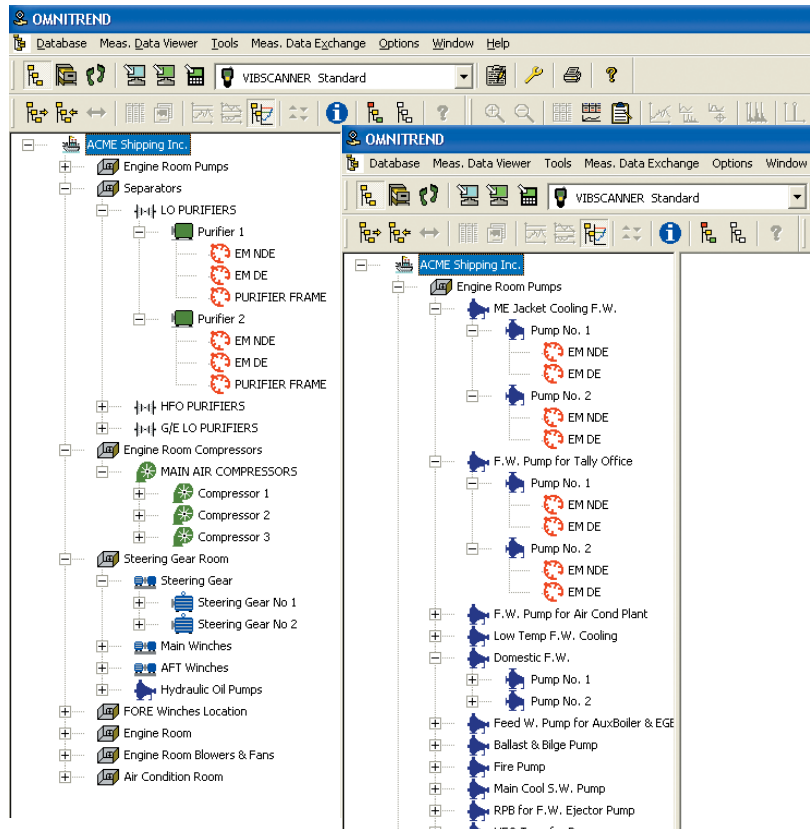 OMNITREND
Database Meas. Data Viewer Tools Meas. Data Exchange Options Window Help
VIBSCANNER Standard
ACME Shipping Inc.
Engine Room Pumps
Separators
LO PURIFIERS
Purifier 1
EM NDE
EM DE
PURIFIER FRAME
Purifier 2
EM NDE
EM DE
PURIFIER FRAME
HFO PURIFIERS
G/E LO PURIFIERS
Engine Room Compressors
MAIN AIR COMPRESSORS
Compressor 1
Compressor 2
Compressor 3
Steering Gear Room
Steering Gear
Steering Gear No 1
Steering Gear No 2
Main Winches
AFT Winches
Hydraulic Oil Pumps
FORE Winches Location
Engine Room
Engine Room Blowers & Fans
Air Condition Room
OMNITREND
Database Meas. Data Viewer Tools Meas. Data Exchange Options Window
VIBSCANNER Standard
ACME Shipping Inc.
Engine Room Pumps
ME Jacket Cooling F.W.
Pump No. 1
EM NDE
EM DE
Pump No. 2
EM NDE
EM DE
F.W. Pump for Tally Office
Pump No. 1
EM NDE
EM DE
Pump No. 2
EM NDE
EM DE
F.W. Pump for Air Cond Plant
Low Temp F.W. Cooling
Domestic F.W.
Pump No. 1
Pump No. 2
Feed W. Pump for AuxBoiler & EGE
Ballast & Bilge Pump
Fire Pump
Main Cool S.W. Pump
RPB for F.W. Ejector Pump